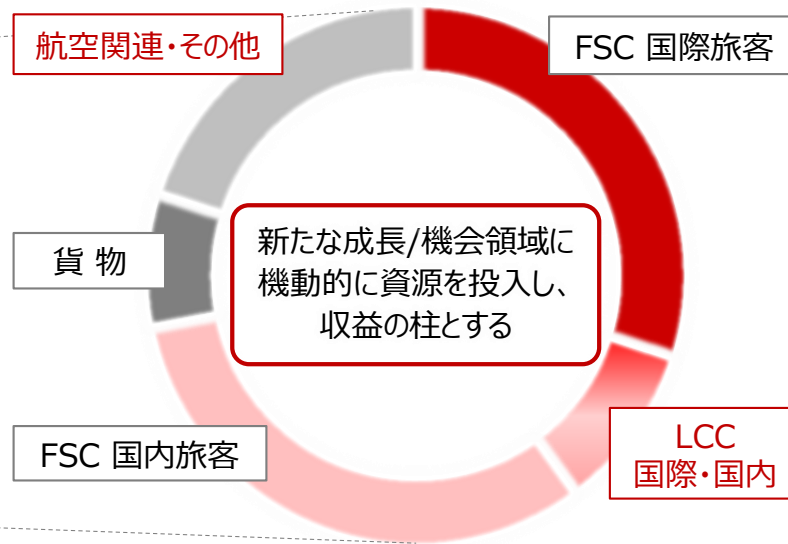 航空関連・その他
FSC 国際旅客
貨 物
新たな成長/機会領域に
機動的に資源を投入し、
収益の柱とする
FSC 国内旅客
LCC
国際・国内